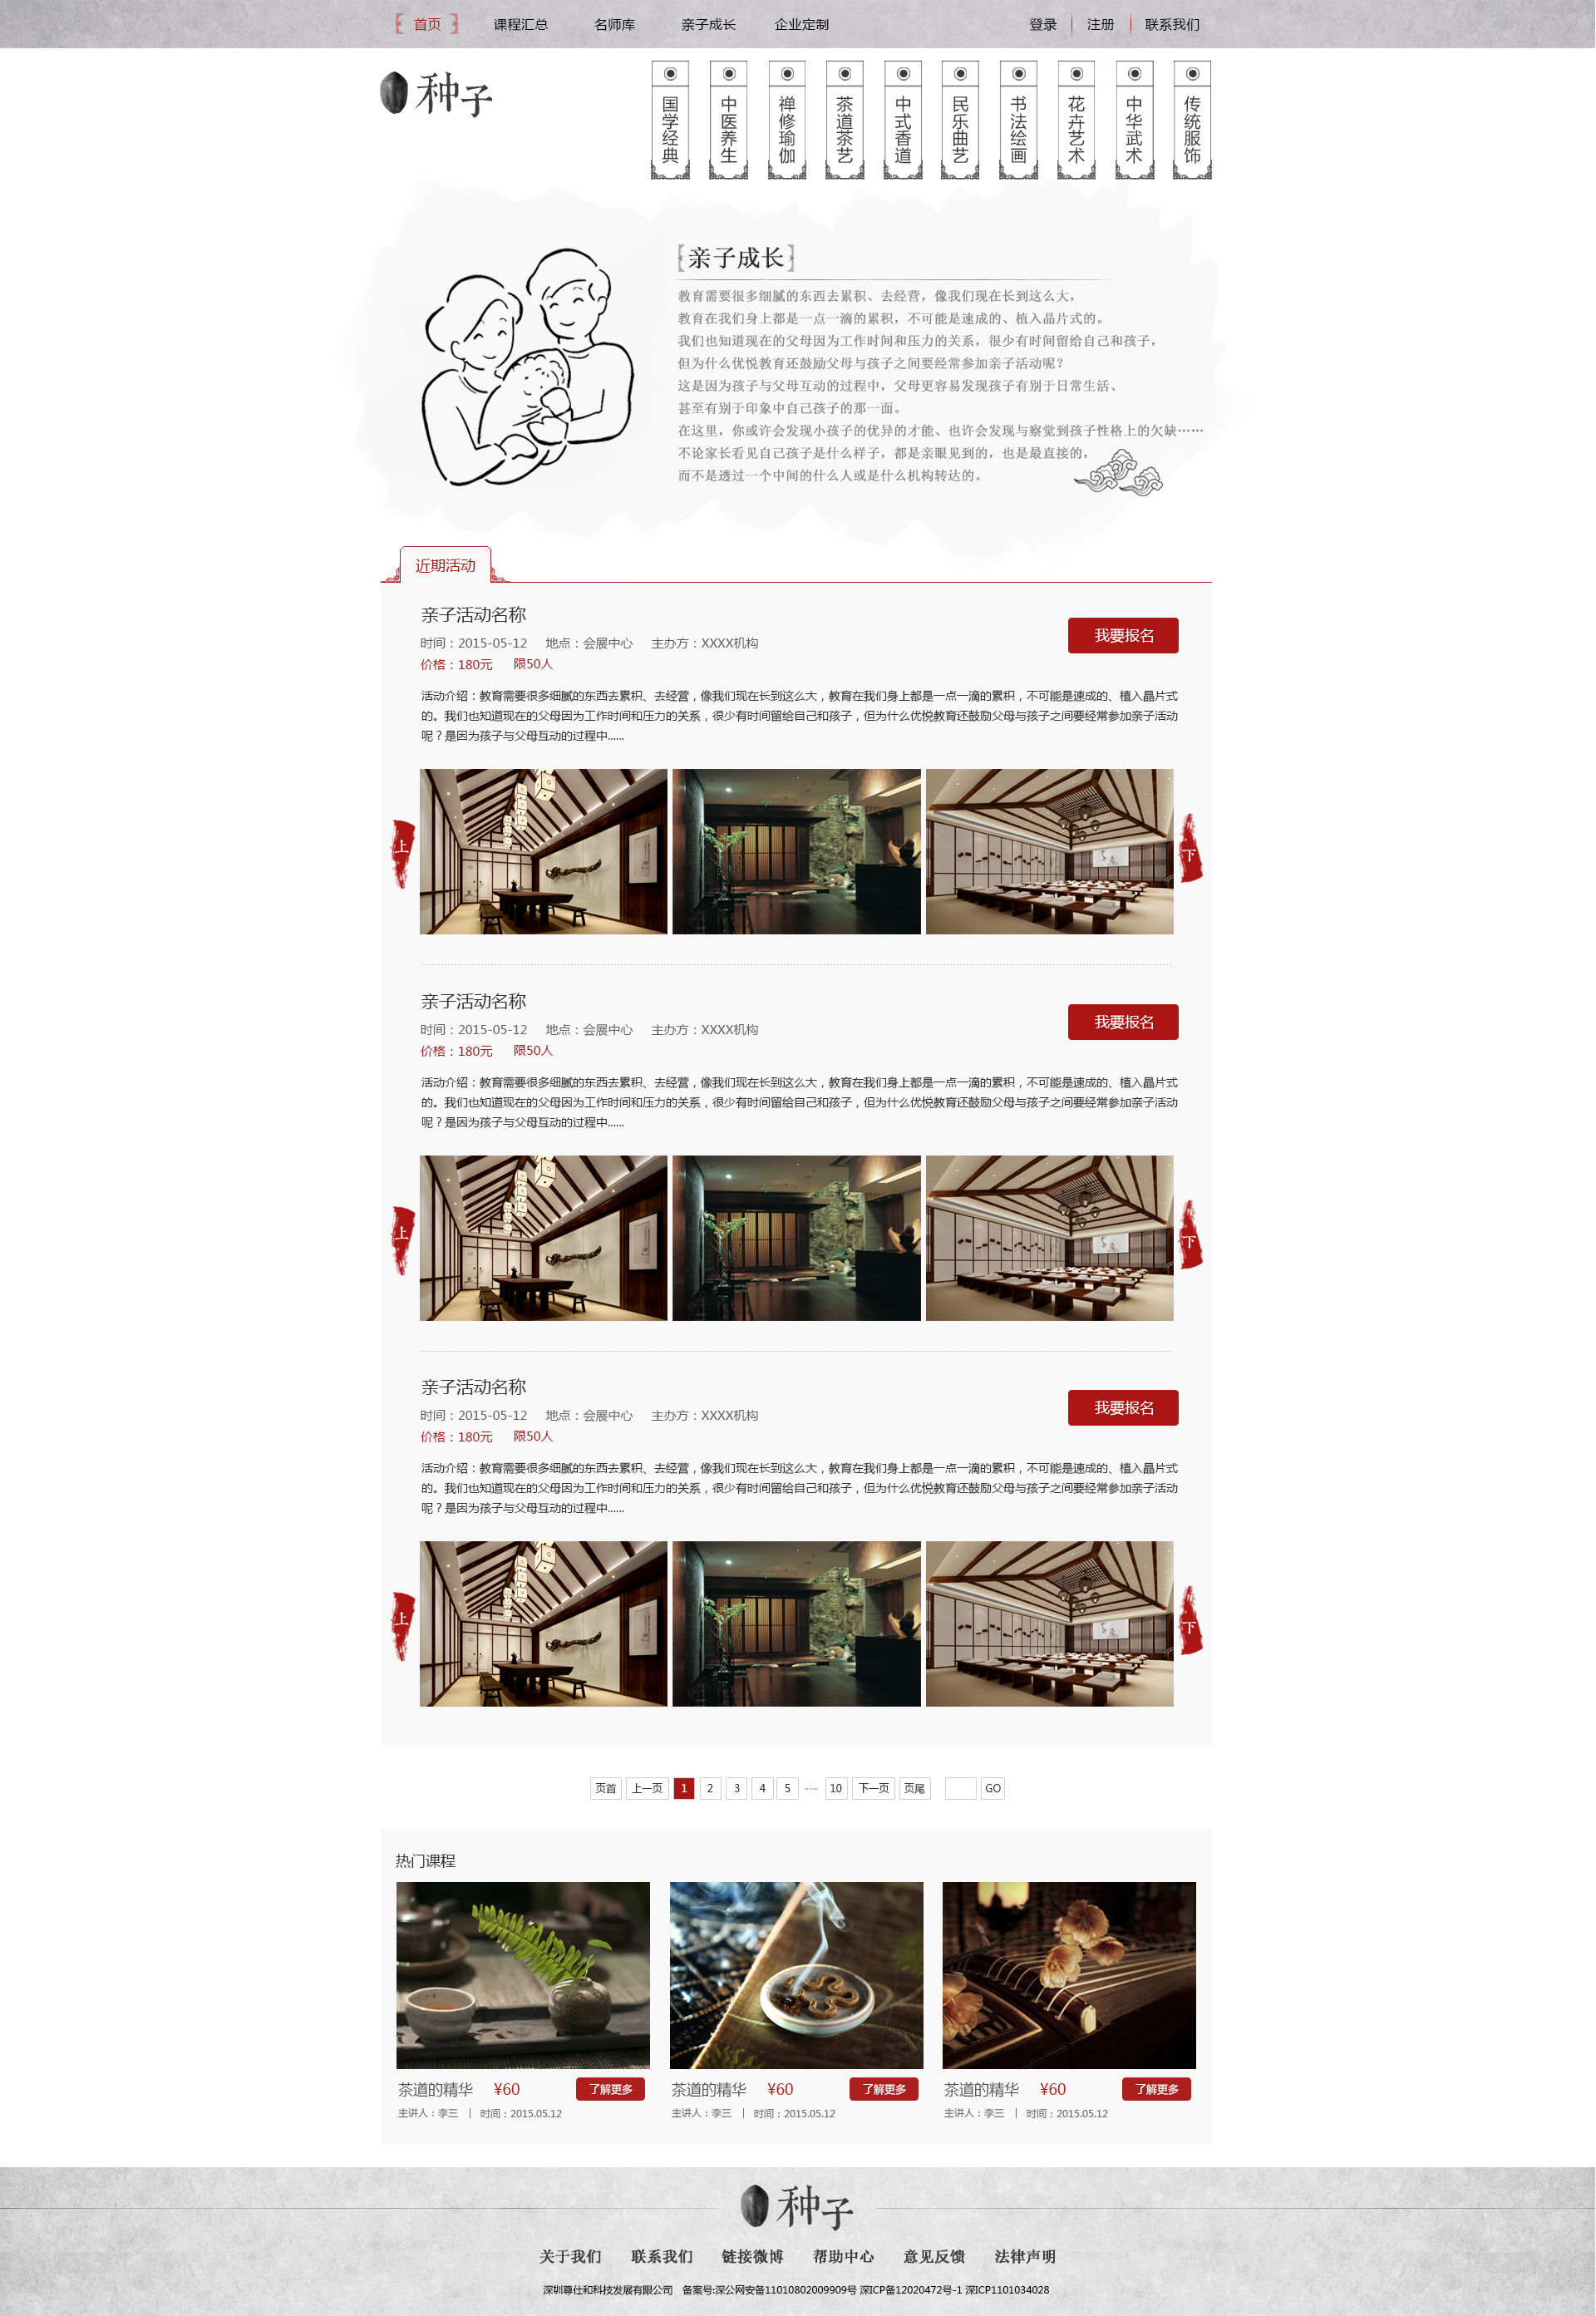 首页 课程汇总 名师库 亲子成长 企业定制 登录 注册 联系我们
种子
国学经典
中医养生
禅修瑜伽
茶道茶艺
中式香道
民乐曲艺
书法绘画
花卉艺术
中华武术
传统服饰
亲子成长
教育需要很多细腻的东西去累积、去经营，像我们现在长到这么大，
教育在我们身上都是一点一滴的累积，不可能是速成的、植入晶片式的。
我们也知道现在的父母因为工作时间和压力的关系，很少有时间留给自己和孩子，
但为什么优悦教育还鼓励父母与孩子之间要经常参加亲子活动呢？
这是因为孩子与父母互动的过程中，父母更容易发现孩子有别于日常生活、
甚至有别于印象中自己孩子的那一面。
在这里，你或许会发现小孩子的优异的才能、也许会发现与察觉到孩子性格上的欠缺……
不论家长看见自己孩子是什么样子，都是亲眼见到的，也是最直接的，
而不是透过一个中间的什么人或是什么机构转达的。
近期活动
亲子活动名称
我要报名
时间：2015-05-12 地点：会展中心 主办方：XXXX机构
价格：180元 限50人
活动介绍：教育需要很多细腻的东西去累积、去经营，像我们现在长到这么大，教育在我们身上都是一点一滴的累积，不可能是速成的、植入晶片式
的。我们也知道现在的父母因为工作时间和压力的关系，很少有时间留给自己和孩子，但为什么优悦教育还鼓励父母与孩子之间要经常参加亲子活动
呢？是因为孩子与父母互动的过程中......
上 下
亲子活动名称
我要报名
时间：2015-05-12 地点：会展中心 主办方：XXXX机构
价格：180元 限50人
活动介绍：教育需要很多细腻的东西去累积、去经营，像我们现在长到这么大，教育在我们身上都是一点一滴的累积，不可能是速成的、植入晶片式
的。我们也知道现在的父母因为工作时间和压力的关系，很少有时间留给自己和孩子，但为什么优悦教育还鼓励父母与孩子之间要经常参加亲子活动
呢？是因为孩子与父母互动的过程中......
上 下
亲子活动名称
我要报名
时间：2015-05-12 地点：会展中心 主办方：XXXX机构
价格：180元 限50人
活动介绍：教育需要很多细腻的东西去累积、去经营，像我们现在长到这么大，教育在我们身上都是一点一滴的累积，不可能是速成的、植入晶片式
的。我们也知道现在的父母因为工作时间和压力的关系，很少有时间留给自己和孩子，但为什么优悦教育还鼓励父母与孩子之间要经常参加亲子活动
呢？是因为孩子与父母互动的过程中......
上 下
页首 上一页 1 2 3 4 5 ...... 10 下一页 页尾 GO
热门课程
茶道的精华 ¥60 了解更多 茶道的精华 ¥60 了解更多 茶道的精华 ¥60 了解更多
主讲人：李三 | 时间：2015.05.12 主讲人：李三 | 时间：2015.05.12 主讲人：李三 | 时间：2015.05.12
种子
关于我们 联系我们 链接微博 帮助中心 意见反馈 法律声明
深圳尊仕和科技发展有限公司 备案号:深公网安备11010802009909号 深ICP备12020472号-1 深ICP1101034028